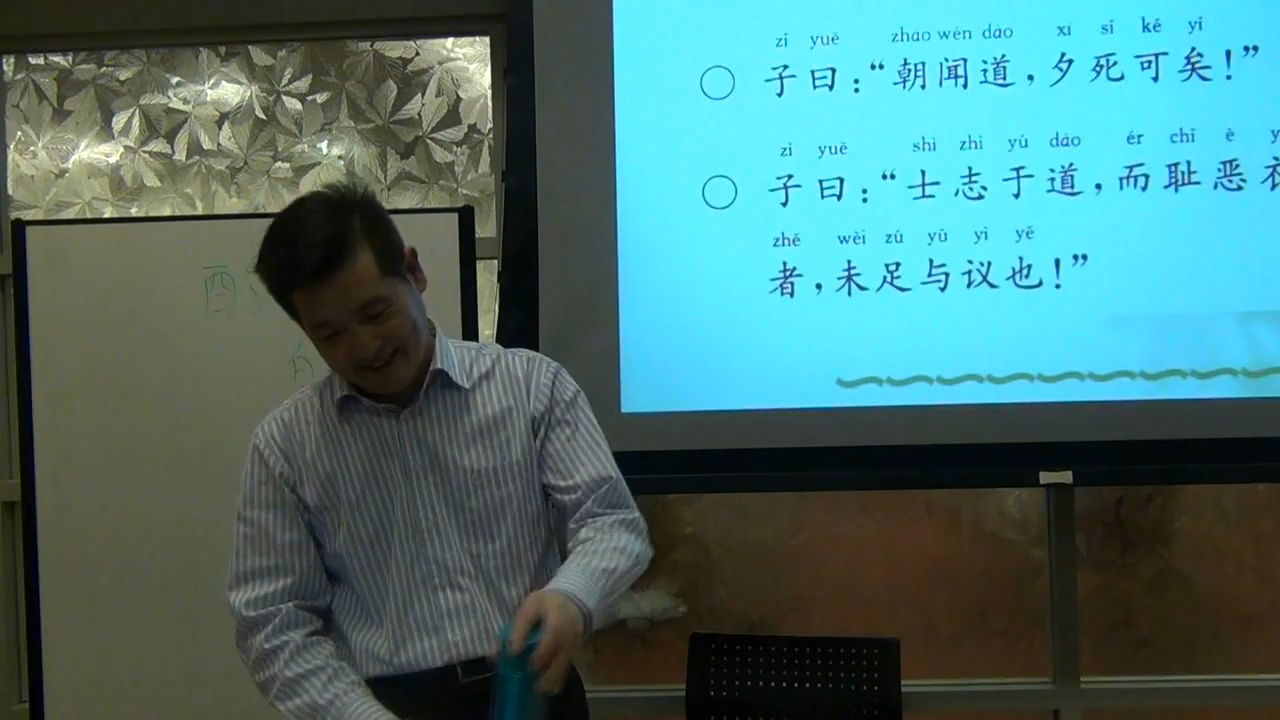 zǐ yuē zhāo wén dào xī sǐ kě yǐ
子曰：“朝闻道，夕死可矣！”
zǐ yuē shì zhì yú dào ér chǐ è
子曰：“士志于道，而耻恶衣
zhě wèi zú yǔ yì yě
者，未足与议也！”
酉